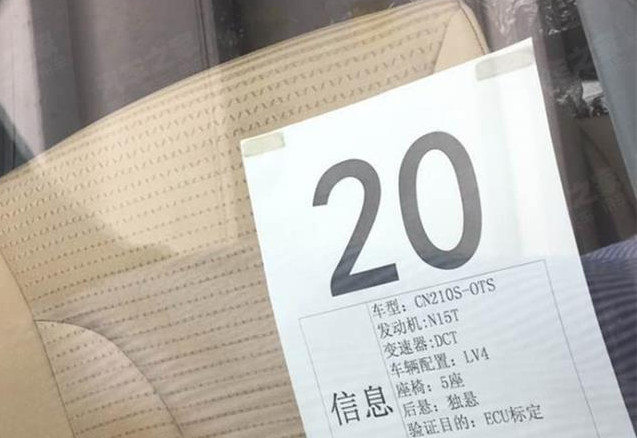 20
车型: CN210S-OTS
发动机:N15T
变速器:DCT
车辆配置: LV4
座椅: 5座
后悬: 独悬
验证目的: ECU标定
信息